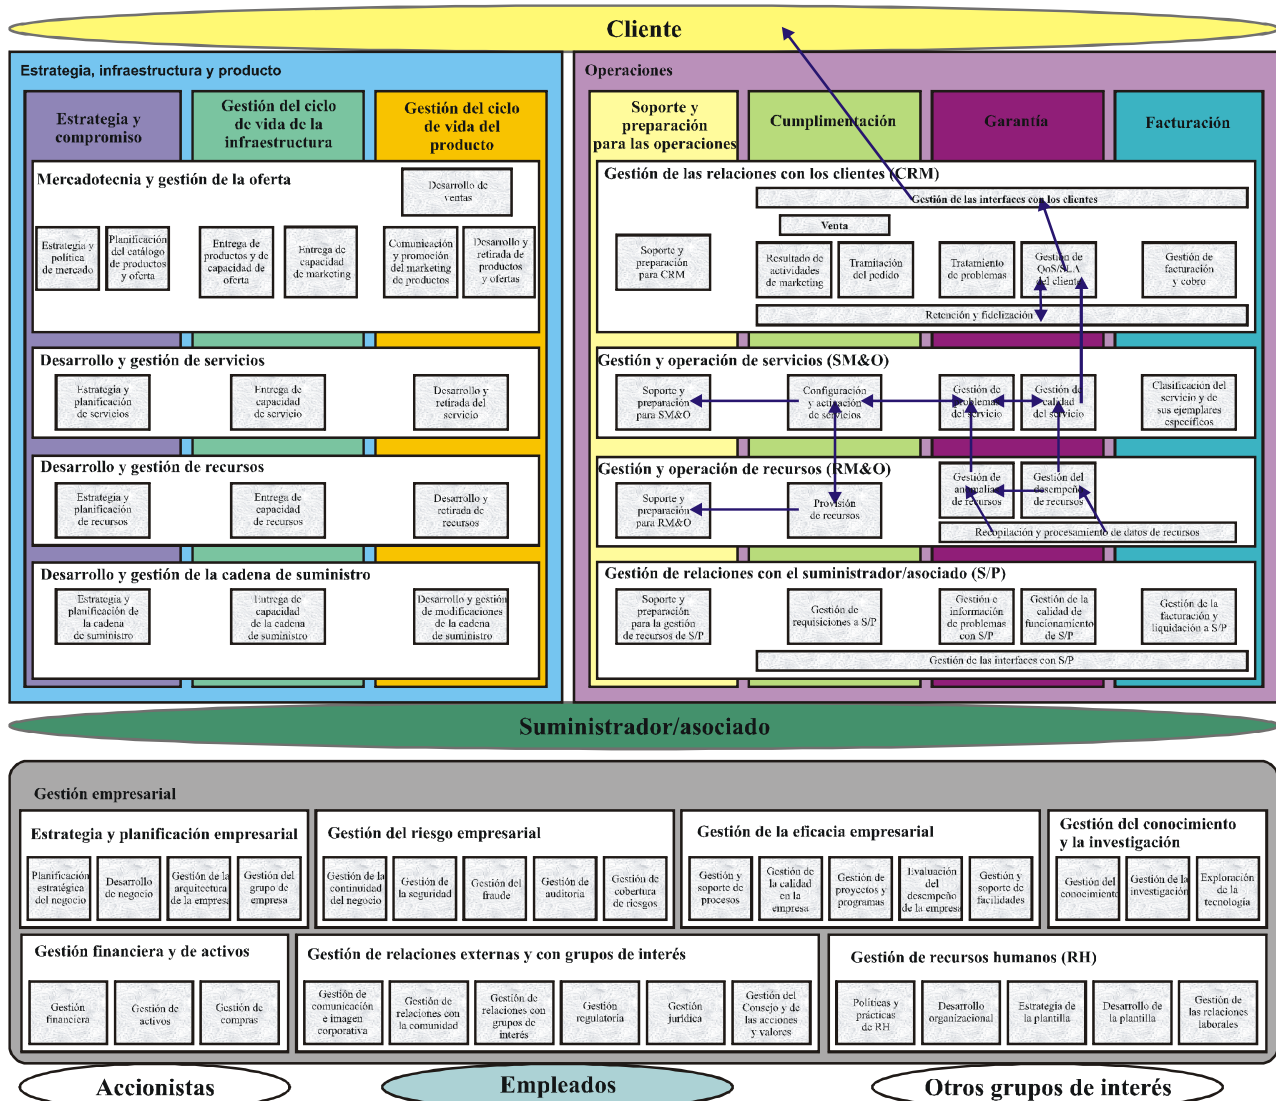 Cliente
Estrategia, infraestructura y producto
Estrategia y
compromiso
Gestión del ciclo
de vida de la
infraestructura
Gestión del ciclo
de vida del
producto
Mercadotecnia y gestión de la oferta
Desarrollo de
ventas
Estrategia y
política
de mercado
Planificación
del catálogo
de productos
y oferta
Entrega de
productos y de
capacidad de
oferta
Entrega de
capacidad
de marketing
Comunicación
y promoción
del marketing
de productos
Desarrollo y
retirada de
productos
y ofertas
Desarrollo y gestión de servicios
Estrategia y
planificación
de servicios
Entrega de
capacidad
de servicio
Desarrollo y
retirada del
servicio
Desarrollo y gestión de recursos
Estrategia y
planificación
de recursos
Entrega de
capacidad
de recursos
Desarrollo y
retirada de
recursos
Desarrollo y gestión de la cadena de suministro
Estrategia y
planificación de
la cadena
de suministro
Entrega de
capacidad
de la cadena
de suministro
Desarrollo y gestión
de modificaciones
de la cadena
de suministro
Operaciones
Soporte y
preparación
para las operaciones
Cumplimentación
Garantía
Facturación
Gestión de las relaciones con los clientes (CRM)
Gestión de las interfaces con los clientes
Venta
Soporte y
preparación
para CRM
Resultado de
actividades
de marketing
Tramitación
del pedido
Tratamiento
de problemas
Gestión de
QoS/SLA
del cliente
Gestión de
facturación
y cobro
Retención y fidelización
Gestión y operación de servicios (SM&O)
Soporte y
preparación
para SM&O
Configuración
y activación
de servicios
Gestión de
problemas
del servicio
Gestión de
calidad
del servicio
Clasificación del
servicio y de
sus ejemplares
específicos
Gestión y operación de recursos (RM&O)
Soporte y
preparación
para RM&O
Provisión
de recursos
Gestión de
anomalías
de recursos
Gestión del
desempeño
de recursos
Recopilación y procesamiento de datos de recursos
Gestión de relaciones con el suministrador/asociado (S/P)
Soporte y
preparación
para la gestión
de recursos de S/P
Gestión de
requisiciones a S/P
Gestión e
información
de problemas
con S/P
Gestión de la
calidad de
funcionamiento
de S/P
Gestión de la
facturación y
liquidación a S/P
Gestión de las interfaces con S/P
Suministrador/asociado
Gestión empresarial
Estrategia y planificación empresarial
Planificación
estratégica
del negocio
Desarrollo
de negocio
Gestión de la
arquitectura
de la empresa
Gestión del
grupo de
empresa
Gestión del riesgo empresarial
Gestión de la
continuidad
del negocio
Gestión de
la seguridad
Gestión del
fraude
Gestión de
auditoría
Gestión de
cobertura
de riesgos
Gestión de la eficacia empresarial
Gestión y
soporte de
procesos
Gestión de
la calidad
en la
empresa
Gestión de
proyectos y
programas
Evaluación
del
desempeño
de la empresa
Gestión y
soporte de
facilidades
Gestión del conocimiento
y la investigación
Gestión del
conocimiento
Gestión de
la investigación
Exploración
de la
tecnología
Gestión financiera y de activos
Gestión
financiera
Gestión de
activos
Gestión de
compras
Gestión de relaciones externas y con grupos de interés
Gestión de
comunicación
e imagen
corporativa
Gestión de
relaciones con
la comunidad
Gestión de
relaciones con
grupos de
interés
Gestión
regulatoria
Gestión
jurídica
Gestión del
Consejo y de
las acciones
y valores
Gestión de recursos humanos (RH)
Políticas y
prácticas
de RH
Desarrollo
organizacional
Estrategia de
la plantilla
Desarrollo de
la plantilla
Gestión de
las relaciones
laborales
Accionistas
Empleados
Otros grupos de interés